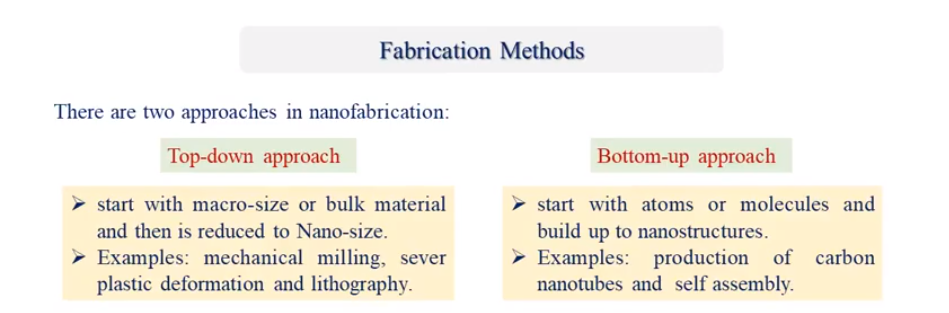 Fabrication Methods
There are two approaches in nanofabrication:
Top-down approach
➢ start with macro-size or bulk material
and then is reduced to Nano-size.
➢ Examples: mechanical milling, sever
plastic deformation and lithography.
Bottom-up approach
➢ start with atoms or molecules and
build up to nanostructures.
➢ Examples: production of carbon
nanotubes and self assembly.